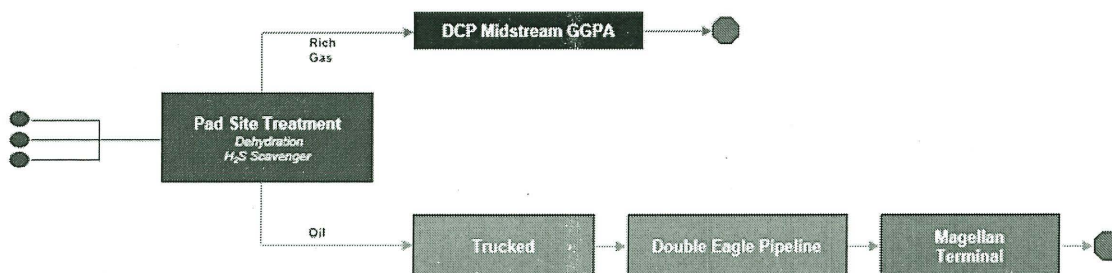 DCP Midstream GGPA
Rich
Gas
Pad Site Treatment
Dehydration
H₂S Scavenger
Oil
Trucked
Double Eagle Pipeline
Magellan
Terminal